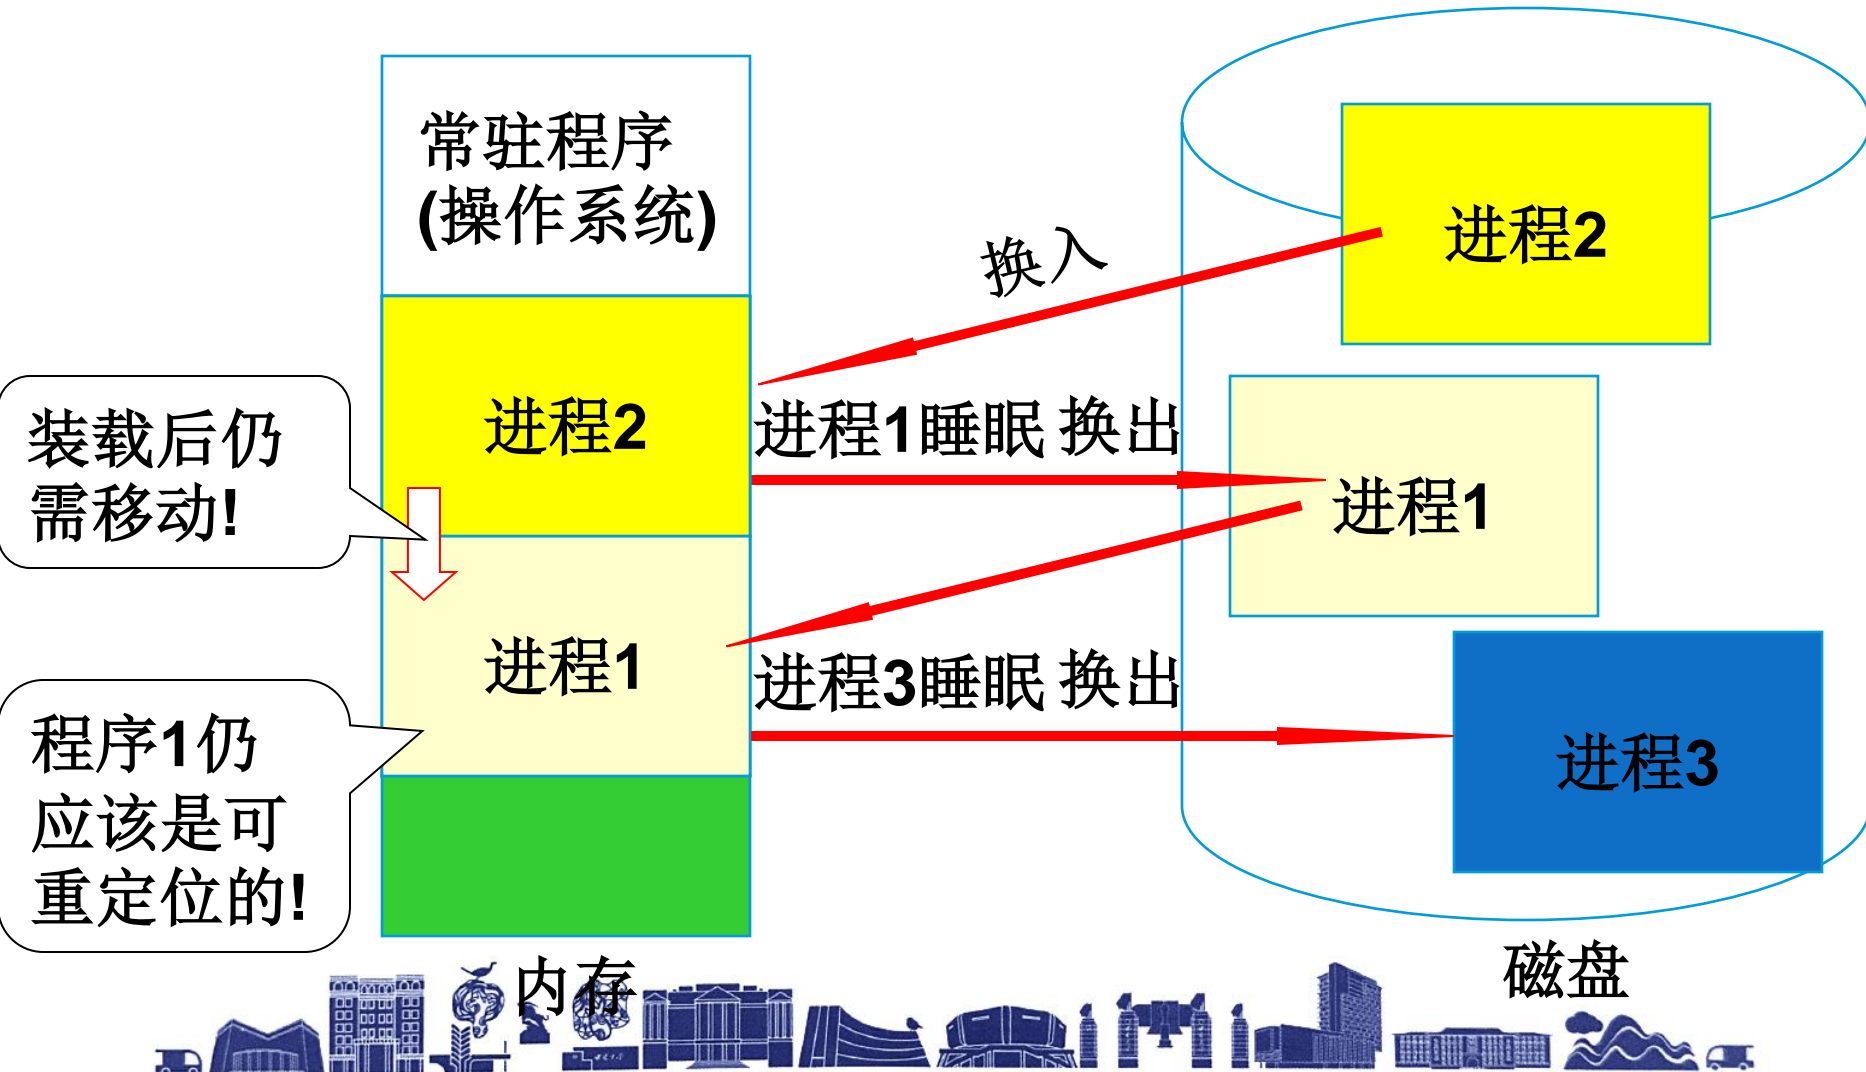 常驻程序
(操作系统)
进程2
换入
进程2
进程1睡眠 换出
装载后仍
需移动!
进程1
进程1
进程3睡眠 换出
程序1仍
应该是可
重定位的!
进程3
内存
磁盘